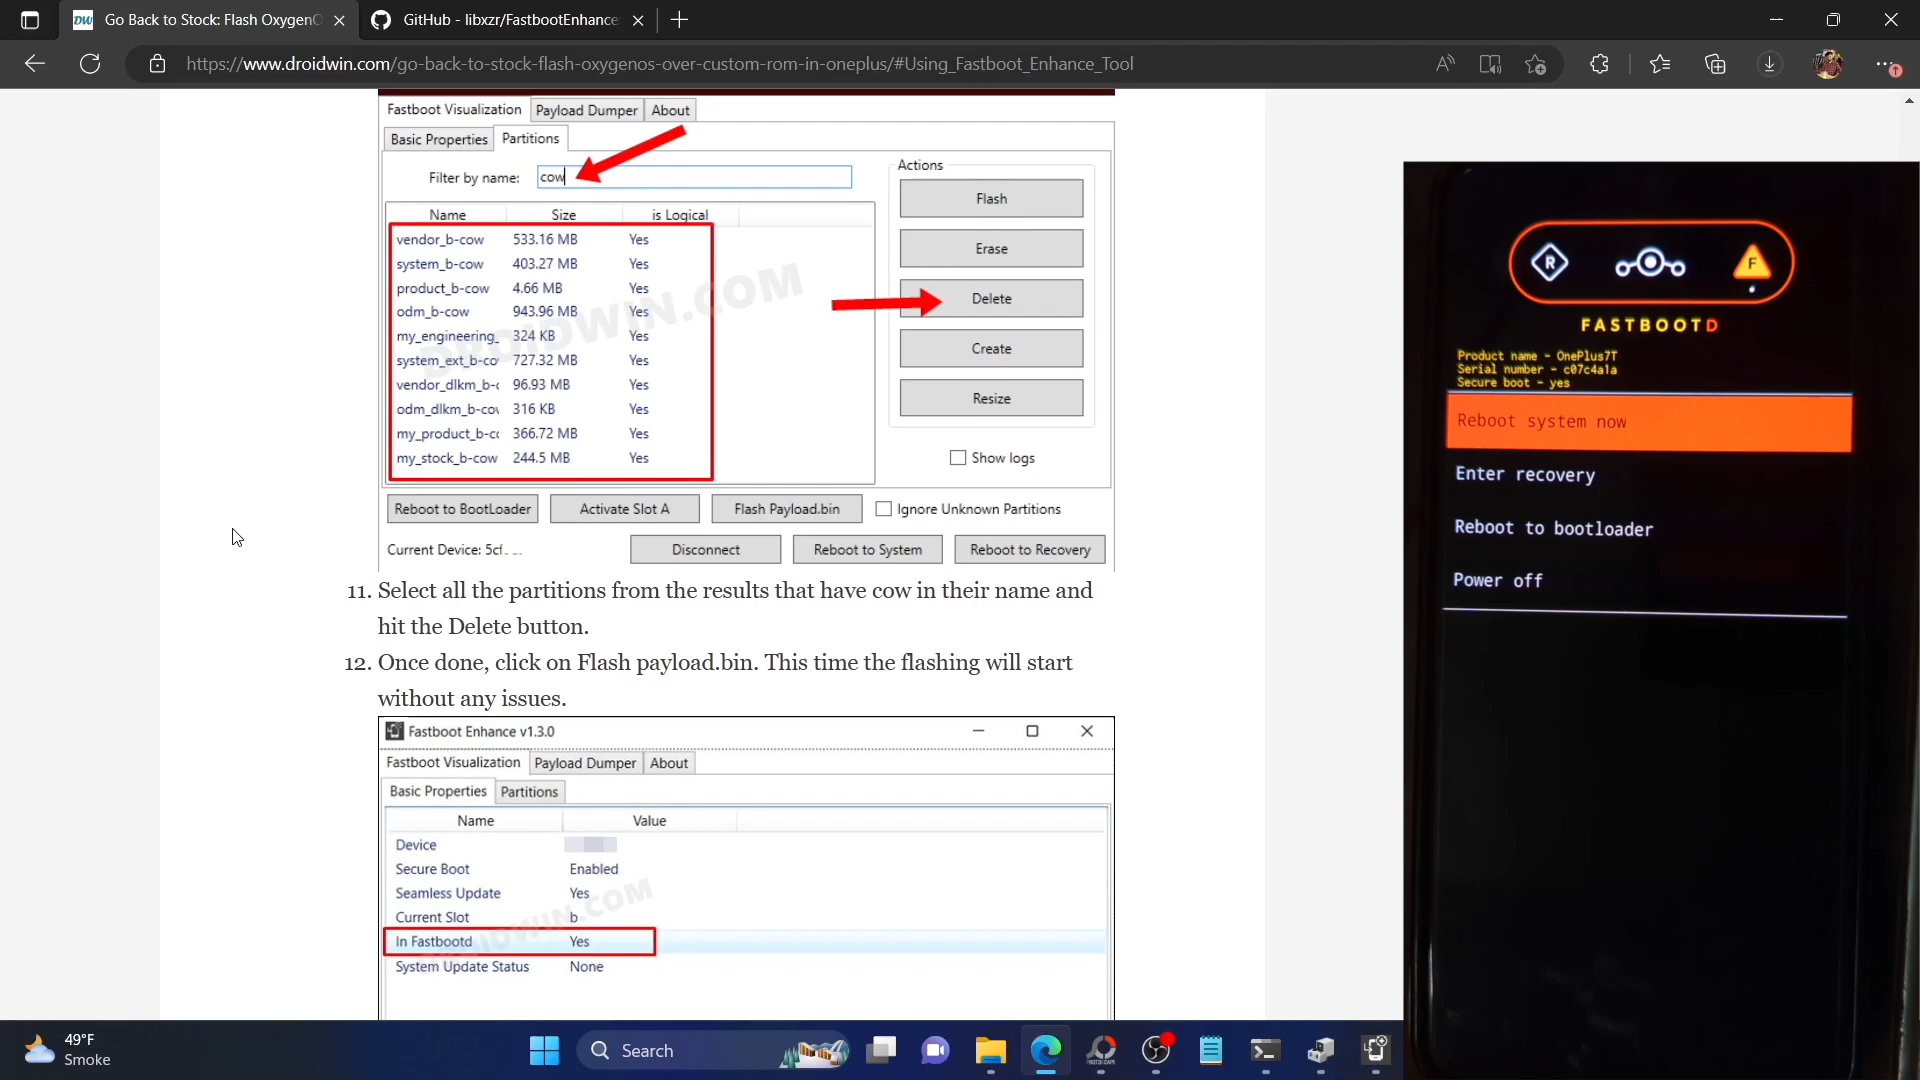 Go Back to Stock: Flash OxygenO
GitHub - libxzr/FastbootEnhance
https://www.droidwin.com/go-back-to-stock-flash-oxygenos-over-custom-rom-in-oneplus/#Using_Fastboot_Enhance_Tool
Fastboot Visualization Payload Dumper About
Basic Properties Partitions
Filter by name: cow
Actions
Flash
Erase
Delete
Create
Resize
Show logs
Name Size is Logical
vendor_b-cow 533.16 MB Yes
system_b-cow 403.27 MB Yes
product_b-cow 4.66 MB Yes
odm_b-cow 943.96 MB Yes
my_engineering_ 324 KB Yes
system_ext_b-co 727.32 MB Yes
vendor_dlkm_b-c 96.93 MB Yes
odm_dlkm_b-cov 316 KB Yes
my_product_b-cc 366.72 MB Yes
my_stock_b-cow 244.5 MB Yes
DROIDWIN.COM
Reboot to BootLoader Activate Slot A Flash Payload.bin Ignore Unknown Partitions
Current Device: 5cf Disconnect Reboot to System Reboot to Recovery
11. Select all the partitions from the results that have cow in their name and
hit the Delete button.
12. Once done, click on Flash payload.bin. This time the flashing will start
without any issues.
Fastboot Enhance v1.3.0
Fastboot Visualization Payload Dumper About
Basic Properties Partitions
Name Value
Device
Secure Boot Enabled
Seamless Update Yes
Current Slot b
In Fastbootd Yes
System Update Status None
DROIDWIN.COM
R
F
FASTBOOTD
Product name - OnePlus7T
Serial number - c07c4a1a
Secure boot - yes
Reboot system now
Enter recovery
Reboot to bootloader
Power off
49°F
Smoke
Search